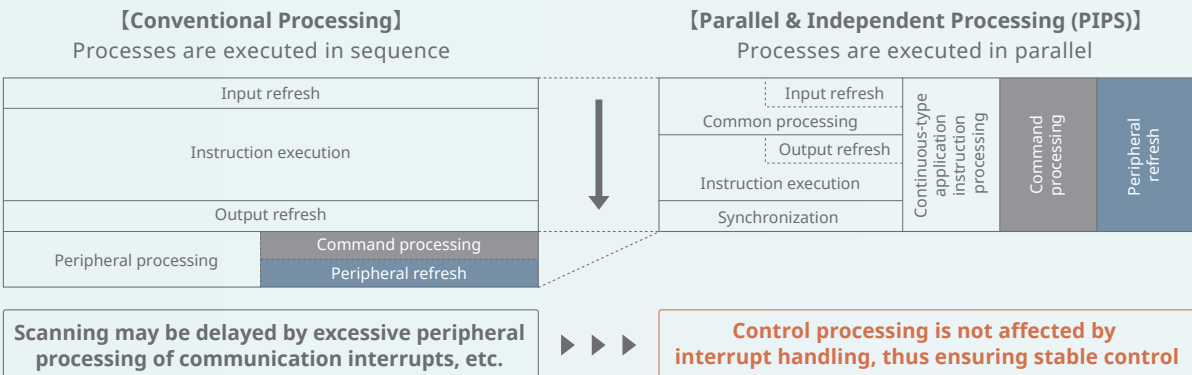 【Conventional Processing】
Processes are executed in sequence
Input refresh
Instruction execution
Output refresh
Peripheral processing
Command processing
Peripheral refresh
Scanning may be delayed by excessive peripheral
processing of communication interrupts, etc.
【Parallel & Independent Processing (PIPS)】
Processes are executed in parallel
Input refresh
Common processing
Output refresh
Instruction execution
Synchronization
Continuous-type
application
instruction
processing
Command
processing
Peripheral
refresh
Control processing is not affected by
interrupt handling, thus ensuring stable control